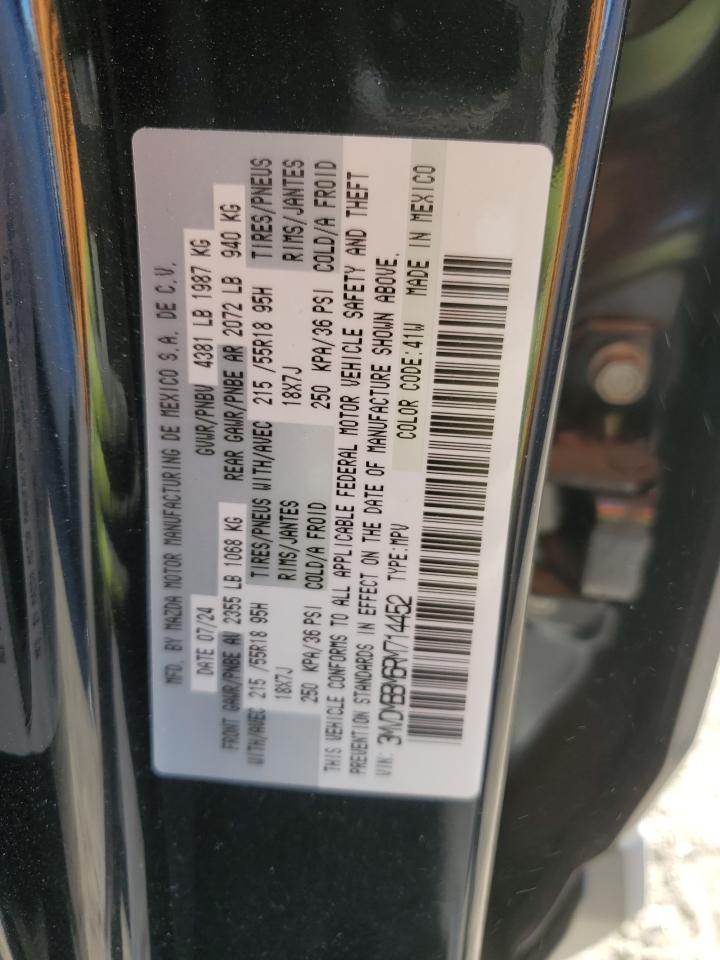 MFD. BY MAZDA MOTOR MANUFACTURING DE MEXICO S.A. DE C.V.
DATE 07/24 GVWR/PNBV 4381 LB 1987 KG
FRONT GAWR/PNBE AV 2355 LB 1068 KG REAR GAWR/PNBE AR 2072 LB 940 KG
WITH/AVEC 215 /55R18 95H TIRES/PNEUS WITH/AVEC 215 /55R18 95H TIRES/PNEUS
18X7J RIMS/JANTES 18X7J RIMS/JANTES
250 KPA/36 PSI COLD/A FROID 250 KPA/36 PSI COLD/A FROID
THIS VEHICLE CONFORMS TO ALL APPLICABLE FEDERAL MOTOR VEHICLE SAFETY AND THEFT
PREVENTION STANDARDS IN EFFECT ON THE DATE OF MANUFACTURE SHOWN ABOVE.
VIN: 3MVDMBBM6RM714452 TYPE:MPV COLOR CODE:41W MADE IN MEXICO